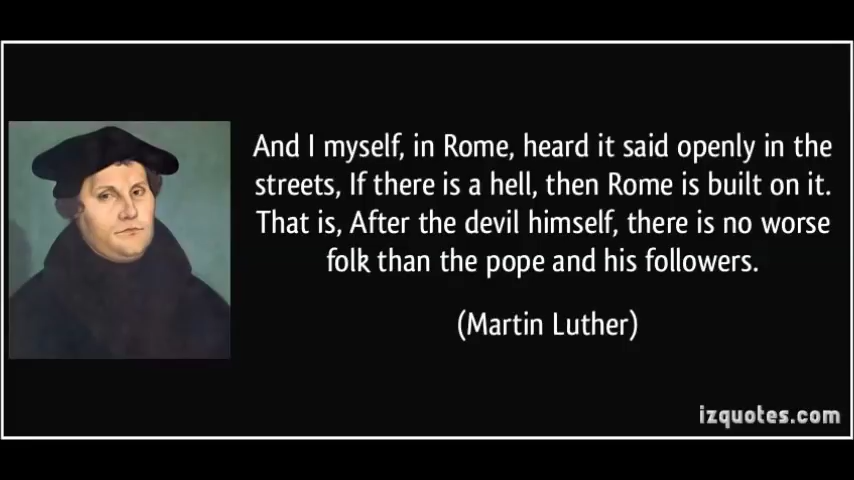 And I myself, in Rome, heard it said openly in the
streets, If there is a hell, then Rome is built on it.
That is, After the devil himself, there is no worse
folk than the pope and his followers.
(Martin Luther)
izquotes.com